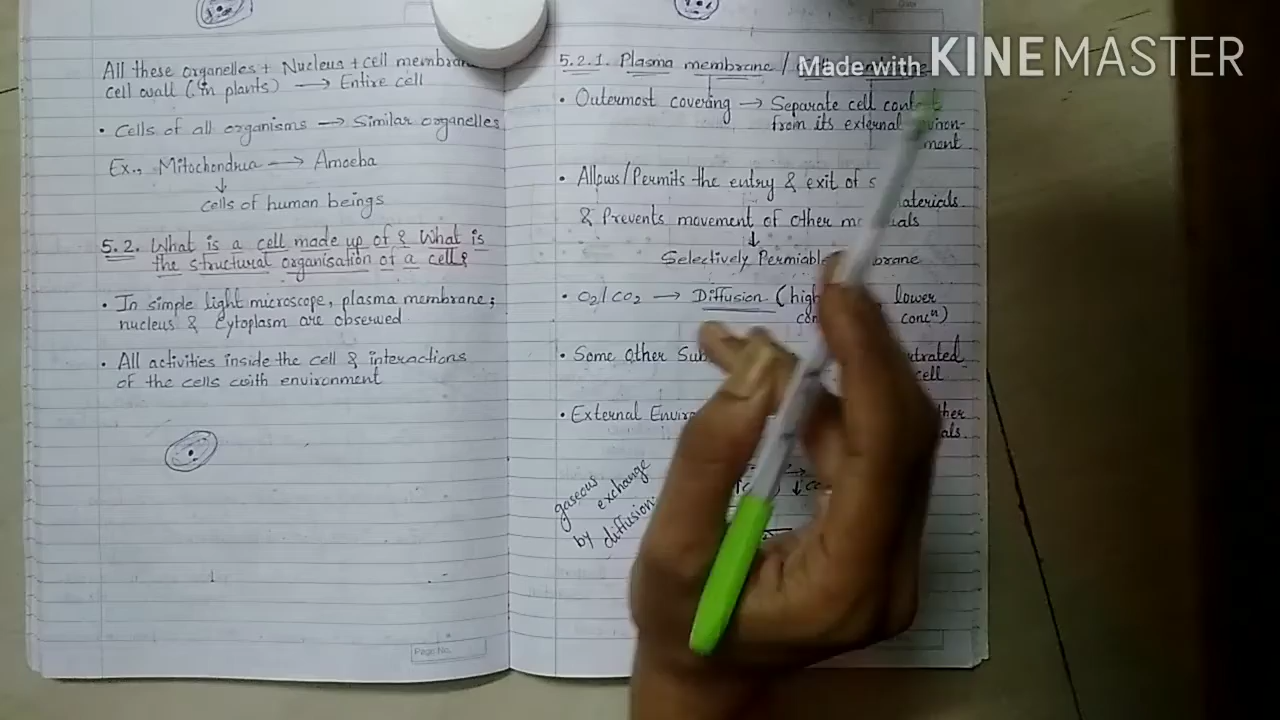 All these organelles + Nucleus + cell
cell wall (in plants) → Entire cell
• Cells of all organisms → Similar organelles
Ex., Mitochondria → Amoeba
↓
cells of human beings
5.2. What is a cell made up of? What is
the structural organisation of a cell?
• In simple light microscope, plasma membrane,
nucleus & cytoplasm are observed
• All activities inside the cell & interactions
of the cells with environment
Page No.
Made with KINEMASTER
5.2.1. Plasma membrane /
• Outermost covering → Separate cell
from its external
ment
• Allows/Permits the entry & exit of
& Prevents movement of other
↓
Selectively Permiable
• O2/CO2 → Diffusion (
lower
concⁿ)
• Some Other
cell
• External
gaseous
exchange
by diffusion.